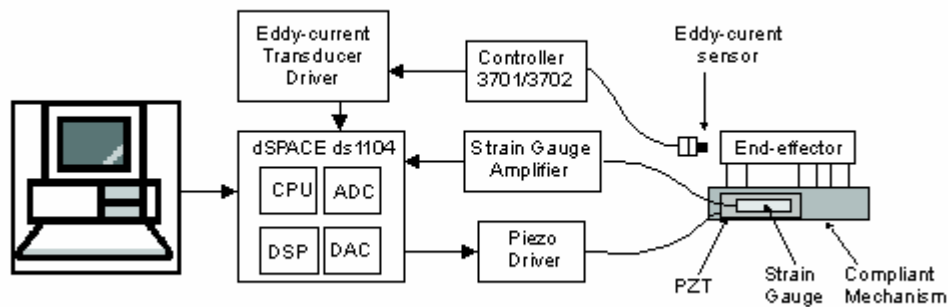 Eddy-current
Transducer
Driver
Controller
3701/3702
Eddy-curent
sensor
dSPACE ds1104
CPU
ADC
DSP
DAC
Strain Gauge
Amplifier
End-effector
Piezo
Driver
PZT
Strain
Gauge
Compliant
Mechanism